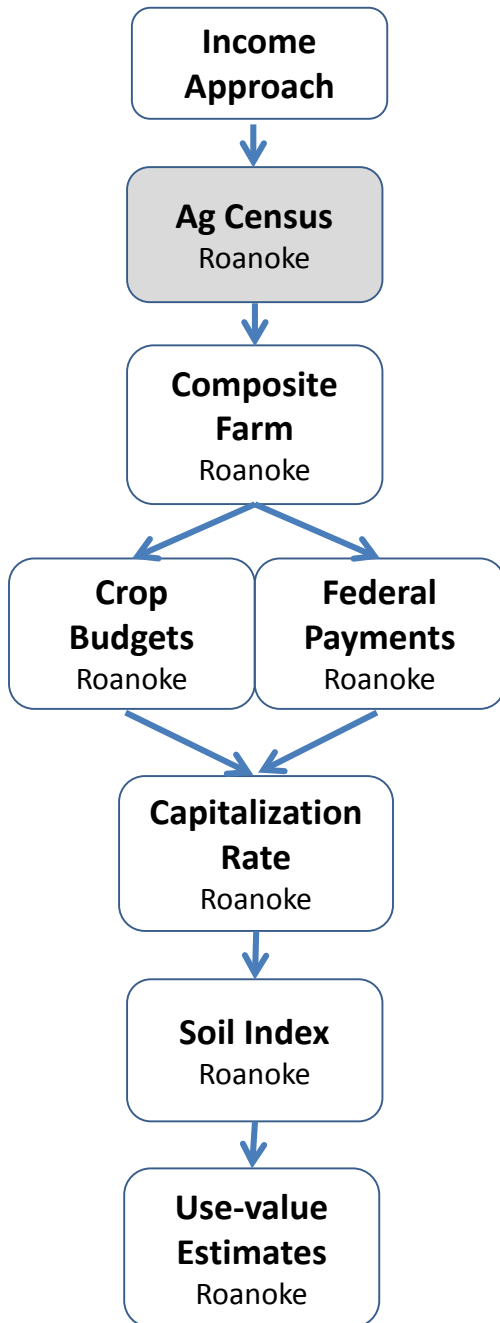 Income
Approach
Ag Census
Roanoke
Composite
Farm
Roanoke
Crop
Budgets
Roanoke
Federal
Payments
Roanoke
Capitalization
Rate
Roanoke
Soil Index
Roanoke
Use-value
Estimates
Roanoke